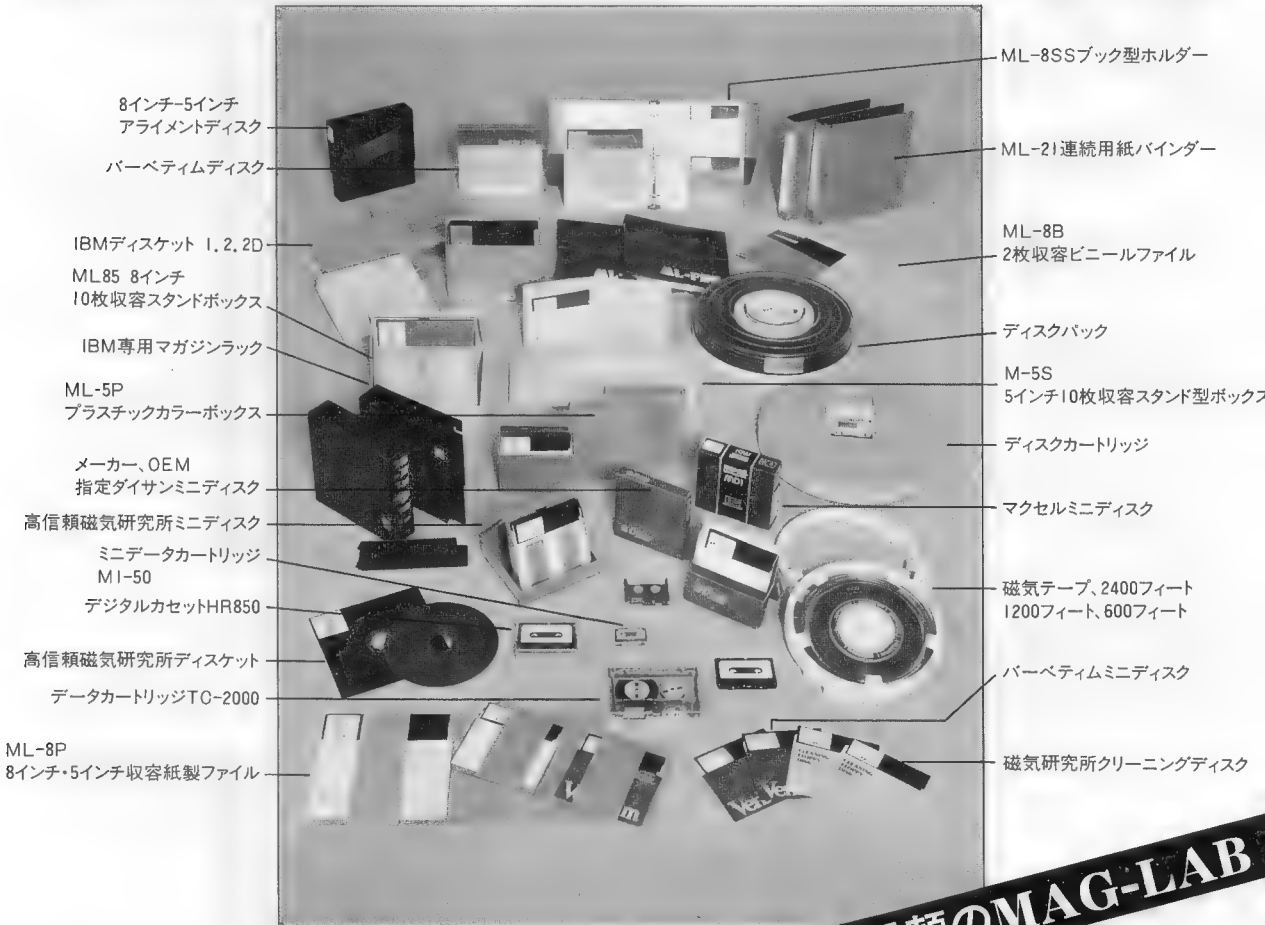 8インチ-5インチ
アライメントディスク
バーベティムディスク
IBMディスケット 1.2.2D
ML85 8インチ
10枚収容スタンドボックス
IBM専用マガジンラック
ML-5P
プラスチックカラーボックス
メーカー、OEM
指定ダイサンミニディスク
高信頼磁気研究所ミニディスク
ミニデータカートリッジ
MI-50
デジタルカセットHR850
高信頼磁気研究所ディスケット
データカートリッジTC-2000
ML-8P
8インチ・5インチ収容紙製ファイル
ML-8SSブック型ホルダー
ML-21連続用紙バインダー
ML-8B
2枚収容ビニールファイル
ディスクパック
M-5S
5インチ10枚収容スタンド型ボックス
ディスクカートリッジ
マクセルミニディスク
磁気テープ、2400フィート
1200フィート、600フィート
バーベティムミニディスク
磁気研究所クリーニングディスク
頼のMAG-LAB